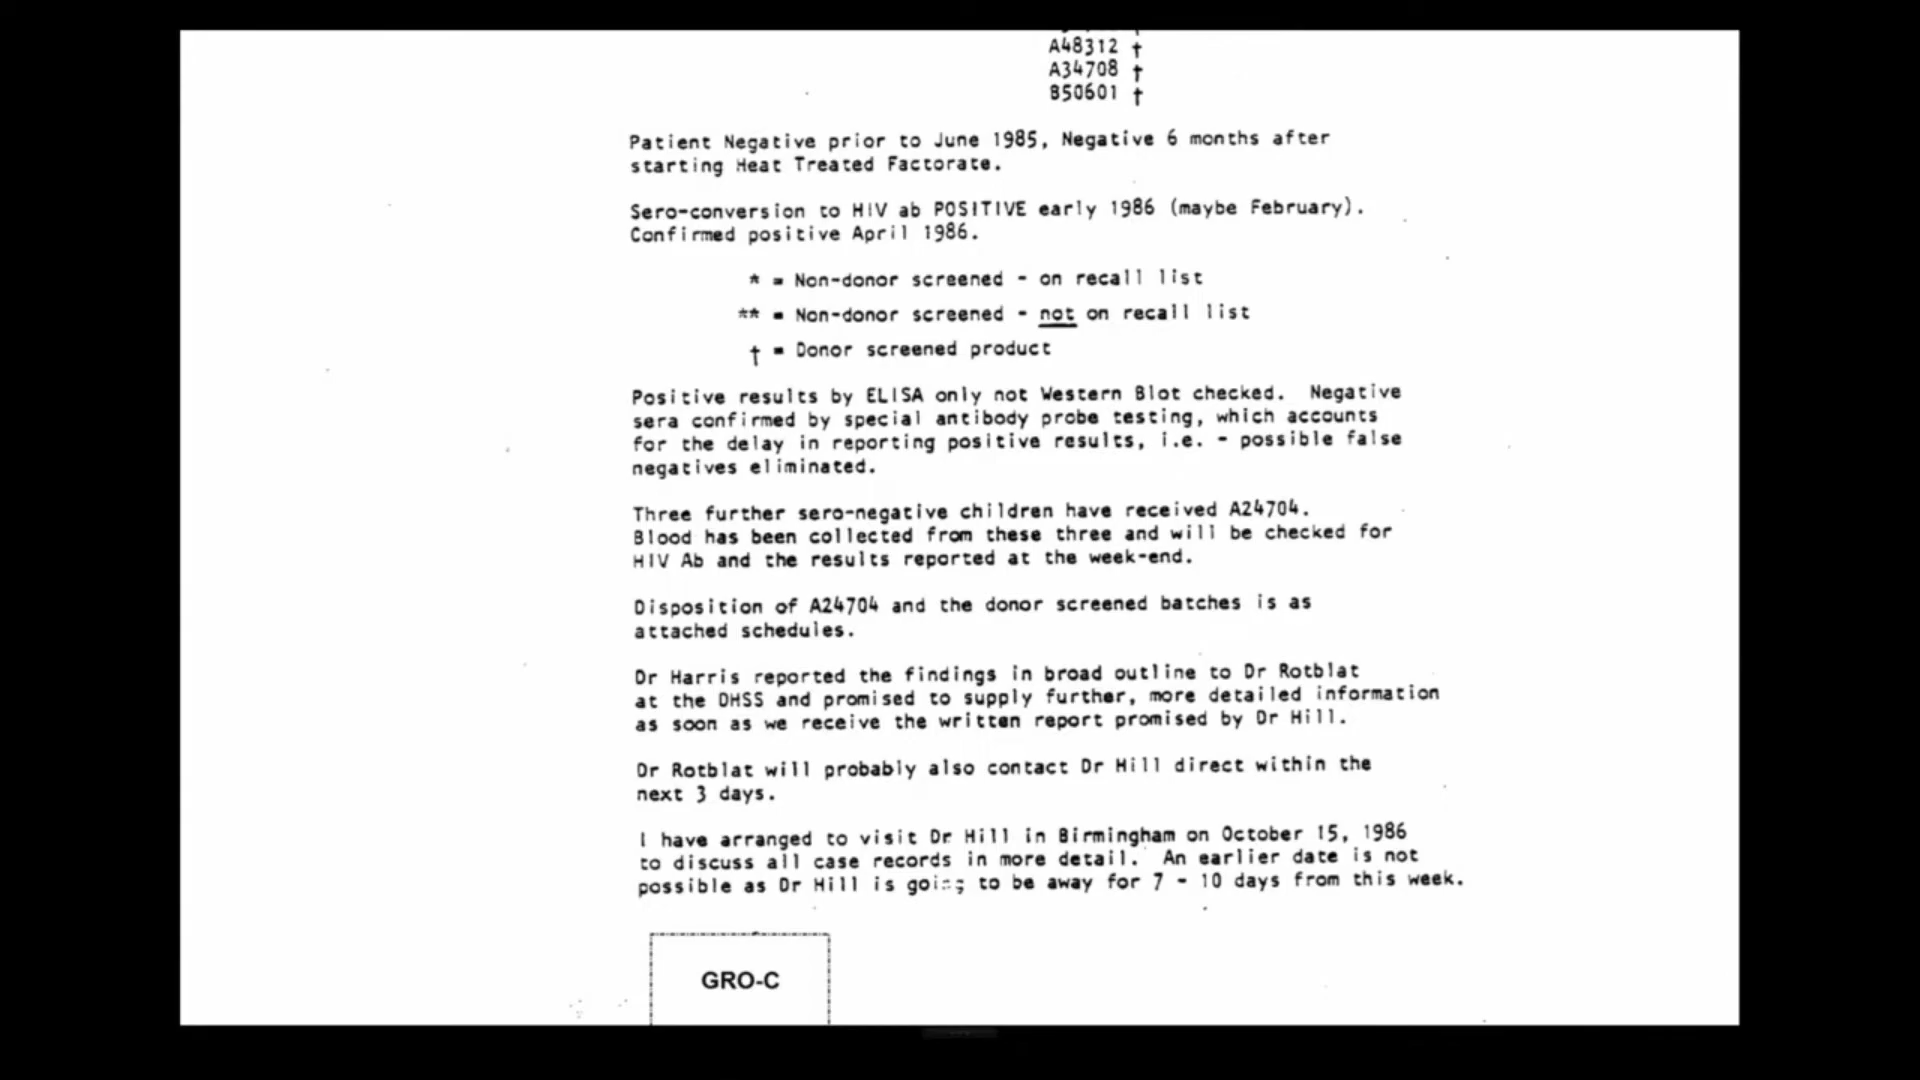 A48312 †
A34708 †
B50601 †
Patient Negative prior to June 1985, Negative 6 months after
starting Heat Treated Factorate.
Sero-conversion to HIV ab POSITIVE early 1986 (maybe February).
Confirmed positive April 1986.
* = Non-donor screened - on recall list
** = Non-donor screened - not on recall list
† = Donor screened product
Positive results by ELISA only not Western Blot checked. Negative
sera confirmed by special antibody probe testing, which accounts
for the delay in reporting positive results, i.e. - possible false
negatives eliminated.
Three further sero-negative children have received A24704.
Blood has been collected from these three and will be checked for
HIV Ab and the results reported at the week-end.
Disposition of A24704 and the donor screened batches is as
attached schedules.
Dr Harris reported the findings in broad outline to Dr Rotblat
at the DHSS and promised to supply further, more detailed information
as soon as we receive the written report promised by Dr Hill.
Dr Rotblat will probably also contact Dr Hill direct within the
next 3 days.
I have arranged to visit Dr Hill in Birmingham on October 15, 1986
to discuss all case records in more detail. An earlier date is not
possible as Dr Hill is going to be away for 7 - 10 days from this week.
GRO-C